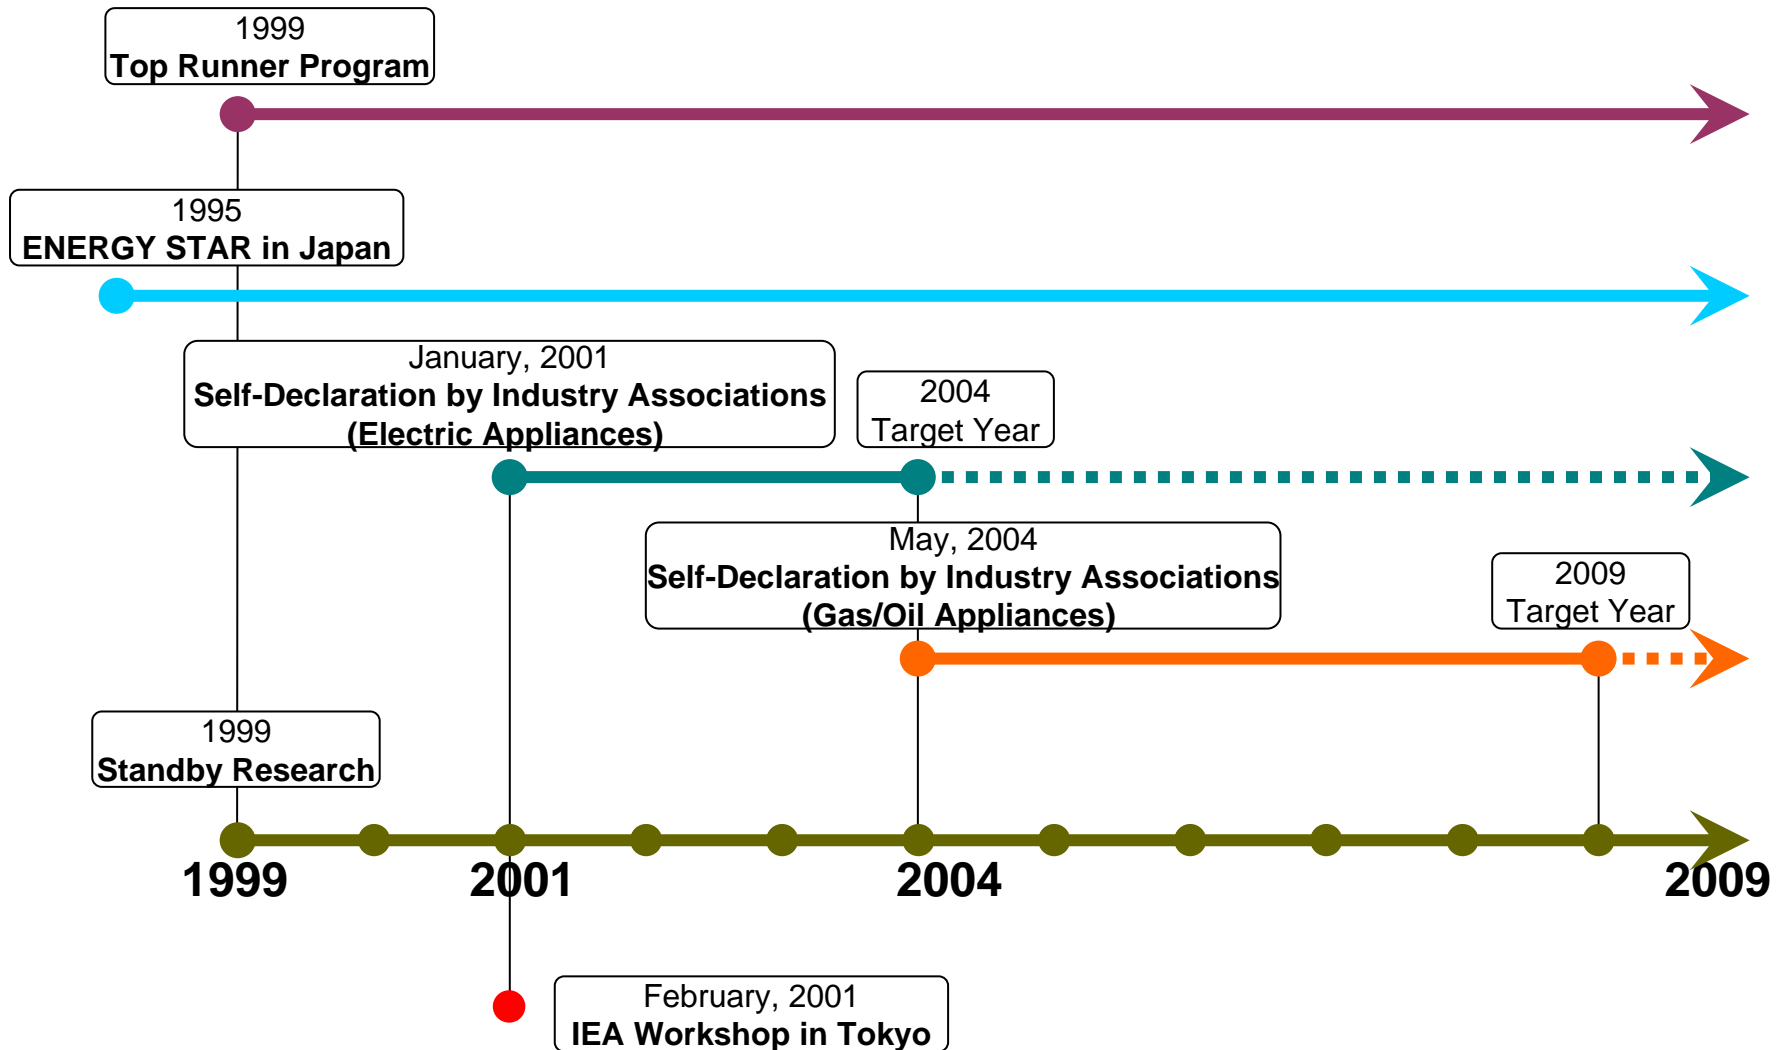 1999
Top Runner Program
1995
ENERGY STAR in Japan
January, 2001
Self-Declaration by Industry Associations
(Electric Appliances)
2004
Target Year
May, 2004
Self-Declaration by Industry Associations
(Gas/Oil Appliances)
2009
Target Year
1999
Standby Research
1999
2001
2004
2009
February, 2001
IEA Workshop in Tokyo